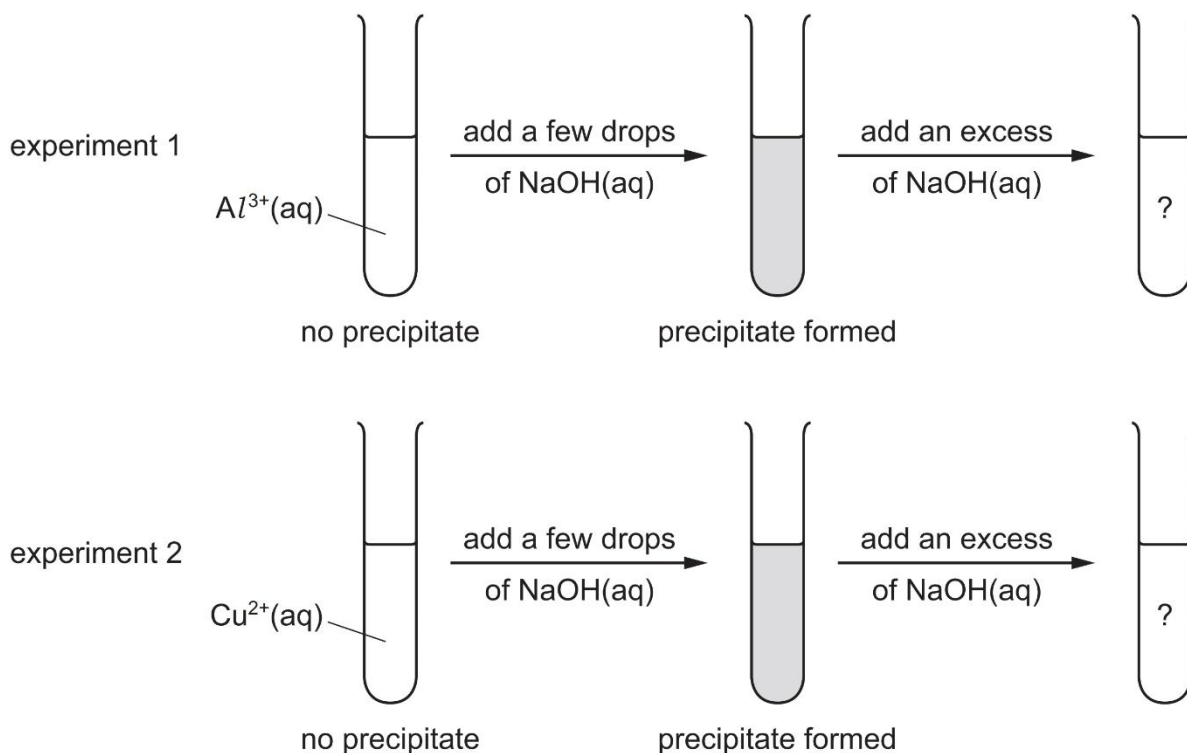 experiment 1
add a few drops
of NaOH(aq)
add an excess
of NaOH(aq)
Al³⁺(aq)
?
no precipitate
precipitate formed
experiment 2
add a few drops
of NaOH(aq)
add an excess
of NaOH(aq)
Cu²⁺(aq)
?
no precipitate
precipitate formed